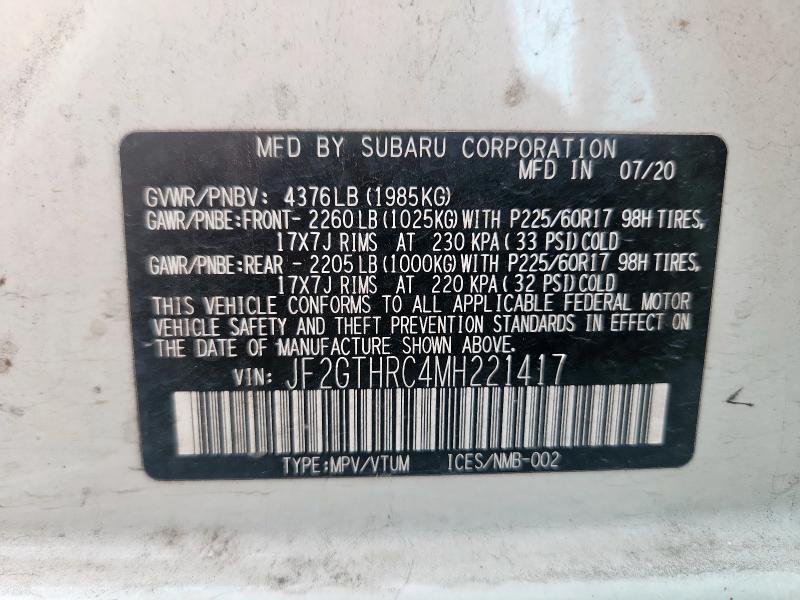 MFD BY SUBARU CORPORATION
MFD IN 07/20
GVWR/PNBV: 4376LB (1985KG)
GAWR/PNBE:FRONT- 2260LB (1025KG) WITH P225/60R17 98H TIRES,
17X7J RIMS AT 230 KPA ( 33 PSI) COLD
GAWR/PNBE:REAR - 2205LB (1000KG) WITH P225/60R17 98H TIRES,
17X7J RIMS AT 220 KPA ( 32 PSI) COLD
THIS VEHICLE CONFORMS TO ALL APPLICABLE FEDERAL MOTOR
VEHICLE SAFETY AND THEFT PREVENTION STANDARDS IN EFFECT ON
THE DATE OF MANUFACTURE SHOWN ABOVE.
VIN: JF2GTHRC4MH221417
TYPE:MPV/VTUM ICES/NMB-002